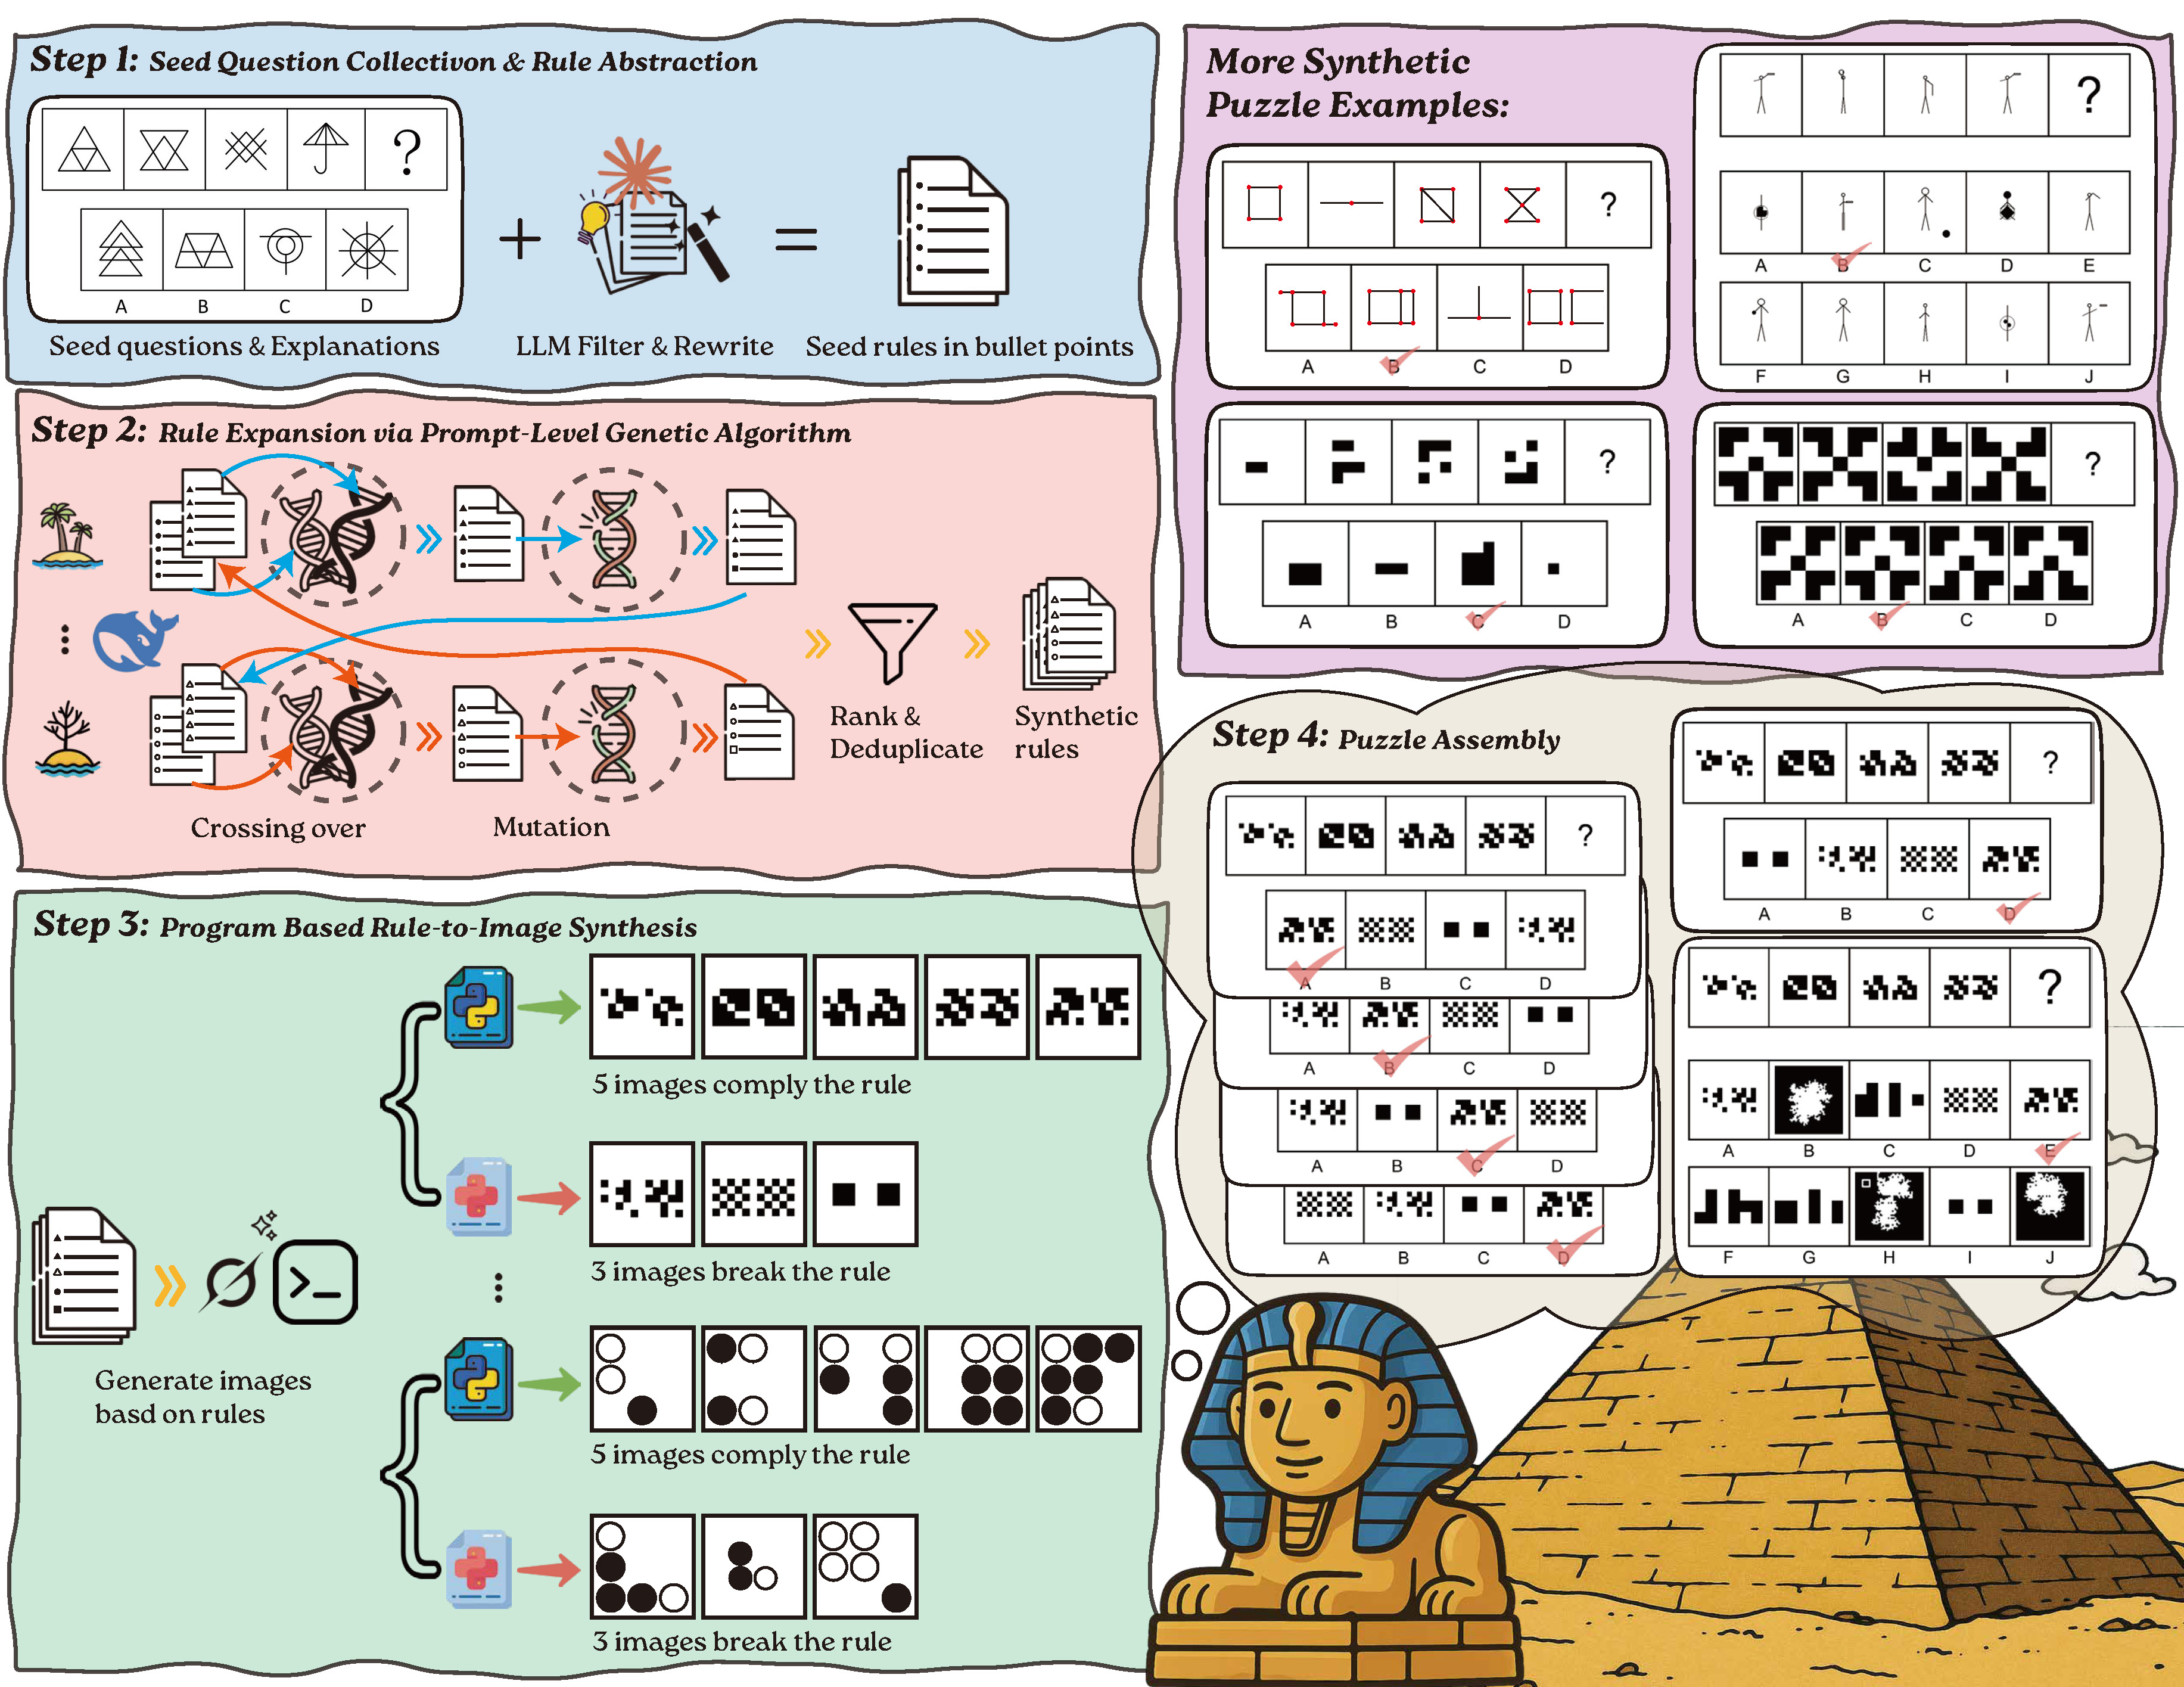 Step 1: Seed Question Collectivon & Rule Abstraction
?
A B C D
+
=
Seed questions & Explanations
LLM Filter & Rewrite
Seed rules in bullet points
Step 2: Rule Expansion via Prompt-Level Genetic Algorithm
Crossing over
Mutation
Rank &
Deduplicate
Synthetic
rules
Step 3: Program Based Rule-to-Image Synthesis
5 images comply the rule
3 images break the rule
Generate images
basd on rules
5 images comply the rule
3 images break the rule
More Synthetic
Puzzle Examples:
?
A B C D
?
A B C D E
F G H I J
?
A B C D
?
A B C D
Step 4: Puzzle Assembly
?
A B C D
A B C D
A B C D
A B C D
?
A B C D
?
A B C D E
F G H I J